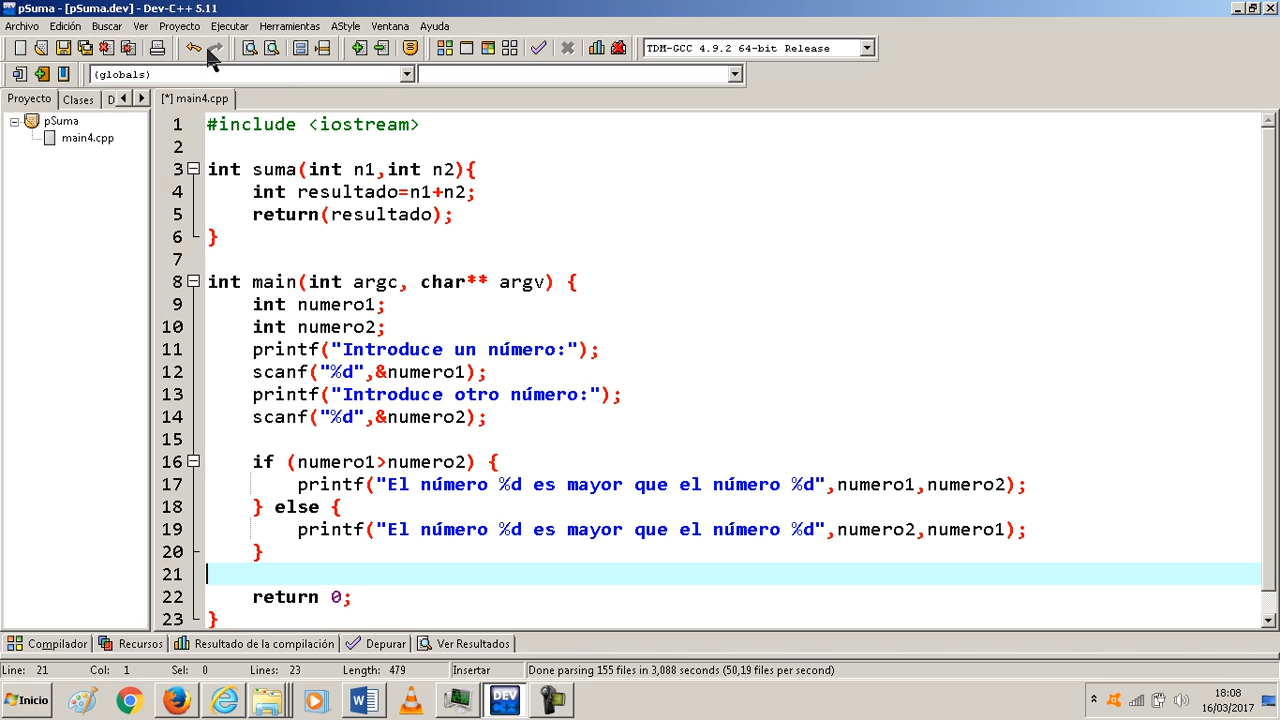 pSuma - [pSuma.dev] - Dev-C++ 5.11
Archivo Edición Buscar Ver Proyecto Ejecutar Herramientas AStyle Ventana Ayuda
TDM-GCC 4.9.2 64-bit Release
(globals)
Proyecto Clases D [*] main4.cpp
pSuma
main4.cpp
1 #include <iostream>
2
3 int suma(int n1,int n2){
4 int resultado=n1+n2;
5 return(resultado);
6 }
7
8 int main(int argc, char** argv) {
9 int numero1;
10 int numero2;
11 printf("Introduce un número:");
12 scanf("%d",&numero1);
13 printf("Introduce otro número:");
14 scanf("%d",&numero2);
15
16 if (numero1>numero2) {
17 printf("El número %d es mayor que el número %d",numero1,numero2);
18 } else {
19 printf("El número %d es mayor que el número %d",numero2,numero1);
20 }
21
22 return 0;
23 }
Compilador Recursos Resultado de la compilación Depurar Ver Resultados
Line: 21 Col: 1 Sel: 0 Lines: 23 Length: 479 Insertar Done parsing 155 files in 3,088 seconds (50,19 files per second)
Inicio DEV 18:08
16/03/2017